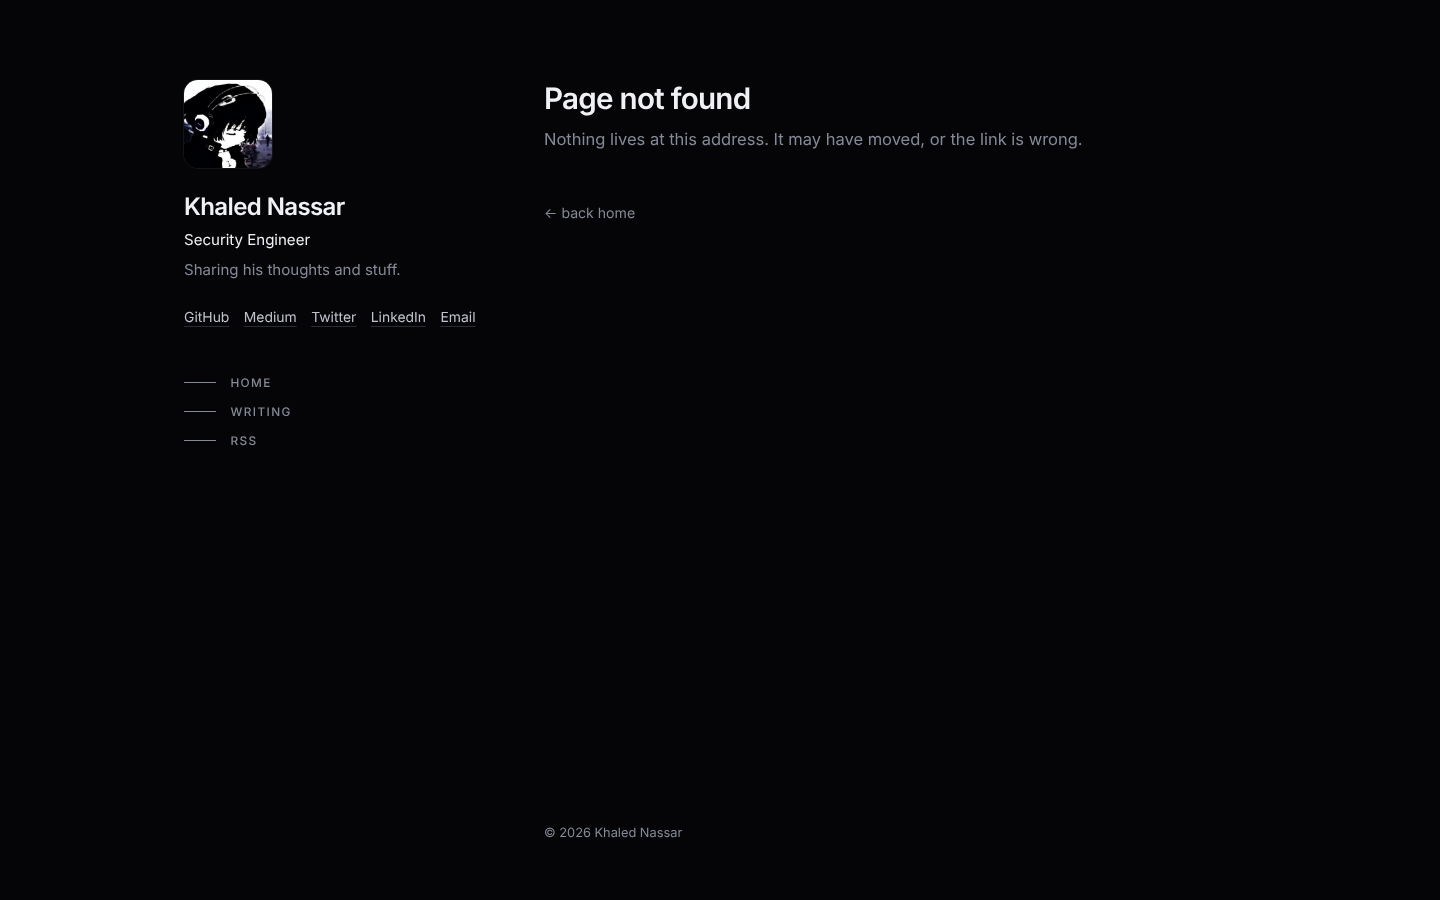 Khaled Nassar
Security Engineer
Sharing his thoughts and stuff.
GitHub Medium Twitter LinkedIn Email
HOME
WRITING
RSS
Page not found
Nothing lives at this address. It may have moved, or the link is wrong.
← back home
© 2026 Khaled Nassar